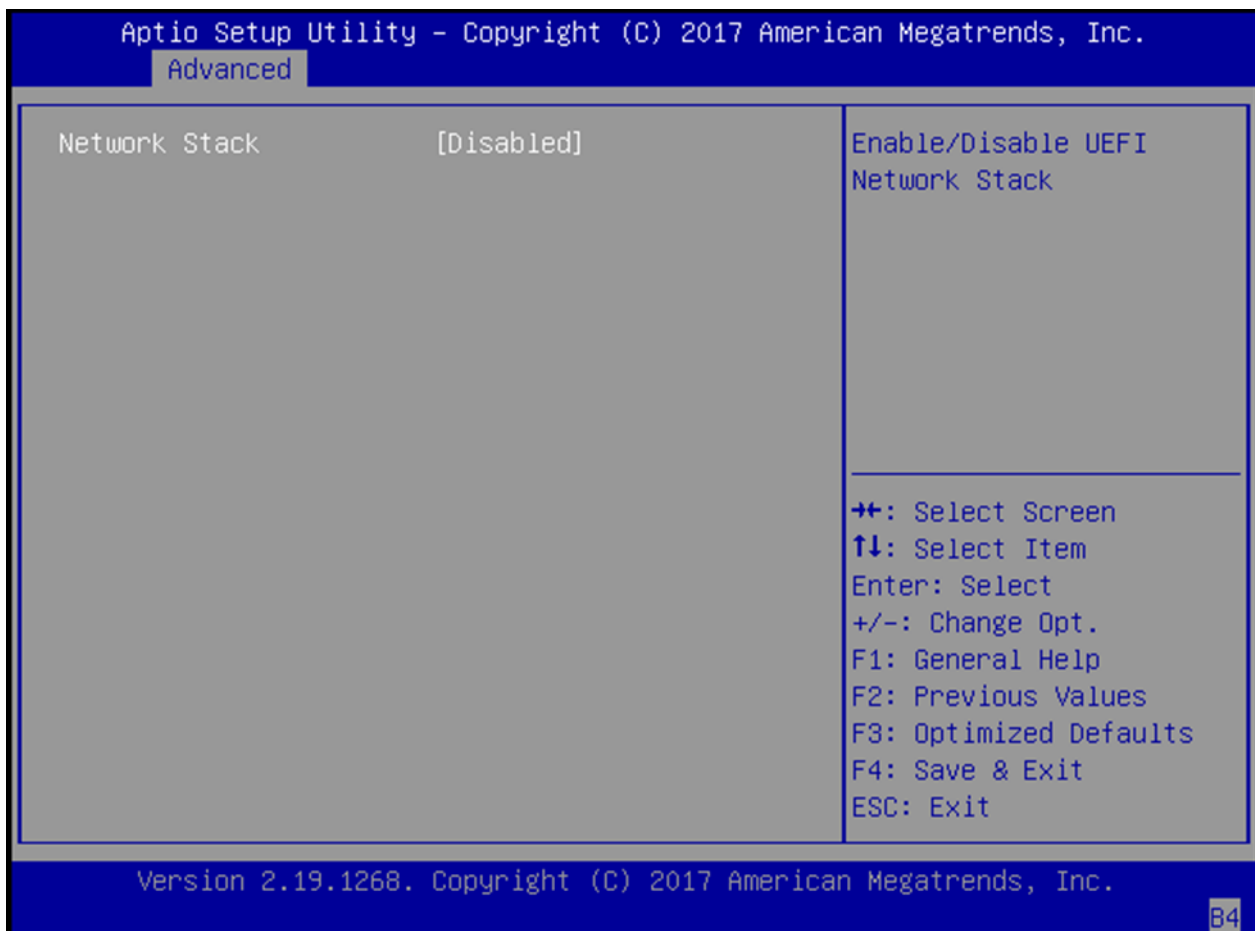 Aptio Setup Utility – Copyright (C) 2017 American Megatrends, Inc.
Advanced
Network Stack [Disabled]
Enable/Disable UEFI
Network Stack
→←: Select Screen
↑↓: Select Item
Enter: Select
+/-: Change Opt.
F1: General Help
F2: Previous Values
F3: Optimized Defaults
F4: Save & Exit
ESC: Exit
Version 2.19.1268. Copyright (C) 2017 American Megatrends, Inc.
B4